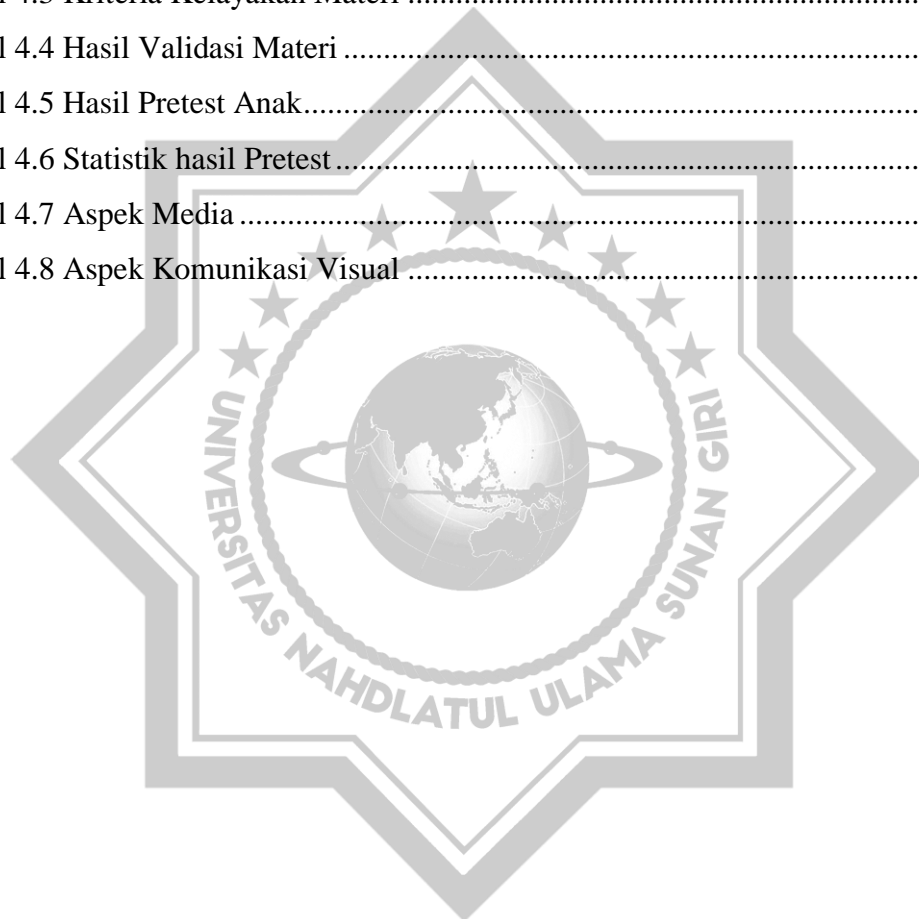 l 4.3 Kriteria Kelayakan Materi ................................................................
l 4.4 Hasil Validasi Materi ........................................................................
l 4.5 Hasil Pretest Anak.............................................................................
l 4.6 Statistik hasil Pretest .........................................................................
l 4.7 Aspek Media .....................................................................................
l 4.8 Aspek Komunikasi Visual ................................................................
UNIVERSITAS NAHDLATUL ULAMA SUNAN GIRI